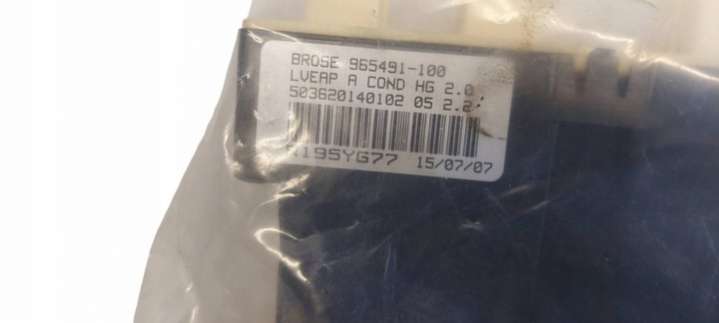 BROSE 965491-100
LVEAP A COND HG 2.0
503620140102 05 2.2
195YG77 15/07/07